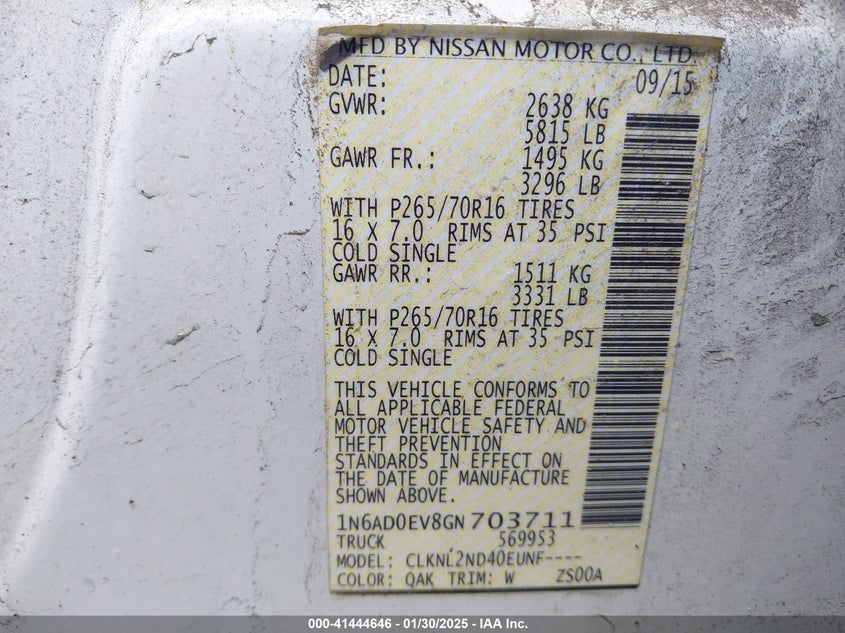 MFD BY NISSAN MOTOR CO., LTD.
DATE: 09/15
GVWR: 2638 KG
5815 LB
GAWR FR.: 1495 KG
3296 LB
WITH P265/70R16 TIRES
16 X 7.0 RIMS AT 35 PSI
COLD SINGLE
GAWR RR.: 1511 KG
3331 LB
WITH P265/70R16 TIRES
16 X 7.0 RIMS AT 35 PSI
COLD SINGLE
THIS VEHICLE CONFORMS TO
ALL APPLICABLE FEDERAL
MOTOR VEHICLE SAFETY AND
THEFT PREVENTION
STANDARDS IN EFFECT ON
THE DATE OF MANUFACTURE
SHOWN ABOVE.
1N6AD0EV8GN703711
TRUCK 569953
MODEL: CLKNL2ND40EUNF----
COLOR: QAK TRIM: W ZS00A
000-41444646 - 01/30/2025 - IAA Inc.